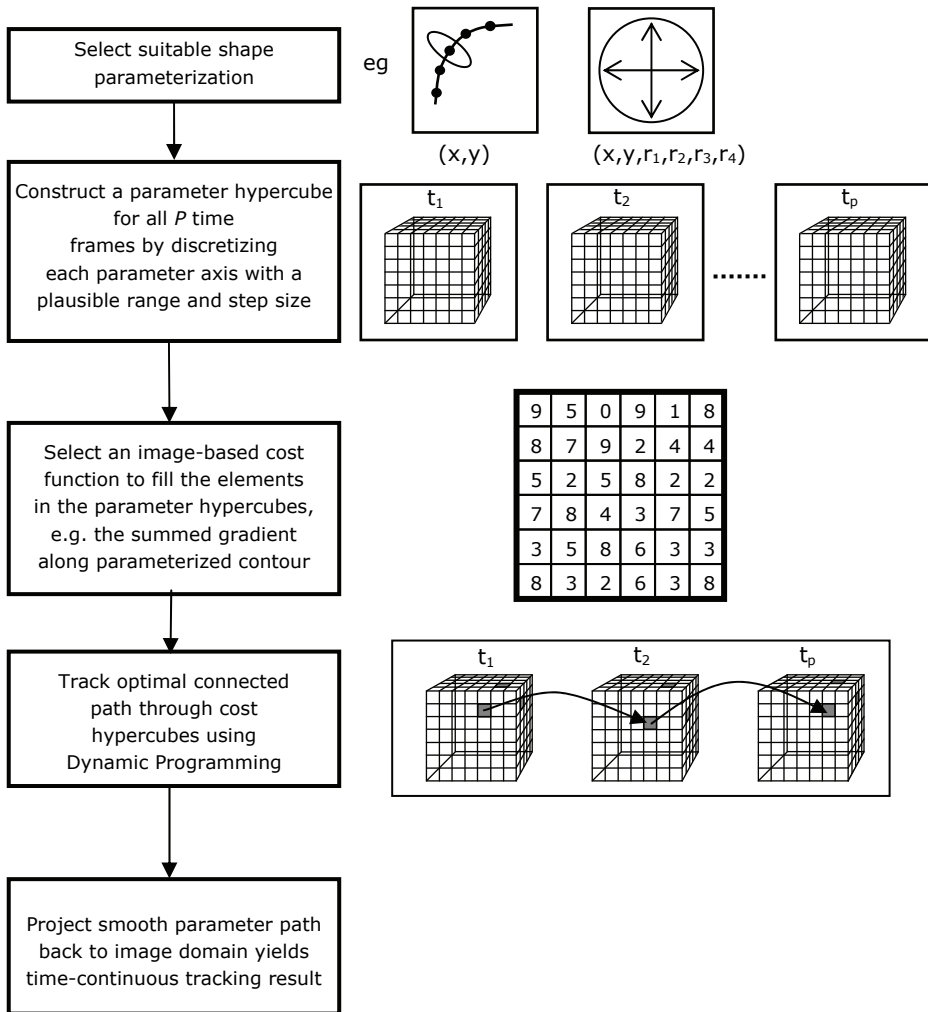 Select suitable shape
parameterization
eg
(x,y)
(x,y,r₁,r₂,r₃,r₄)
Construct a parameter hypercube
for all P time
frames by discretizing
each parameter axis with a
plausible range and step size
t₁
t₂
........
tₚ
Select an image-based cost
function to fill the elements
in the parameter hypercubes,
e.g. the summed gradient
along parameterized contour
9 5 0 9 1 8
8 7 9 2 4 4
5 2 5 8 2 2
7 8 4 3 7 5
3 5 8 6 3 3
8 3 2 6 3 8
Track optimal connected
path through cost
hypercubes using
Dynamic Programming
t₁
t₂
tₚ
Project smooth parameter path
back to image domain yields
time-continuous tracking result